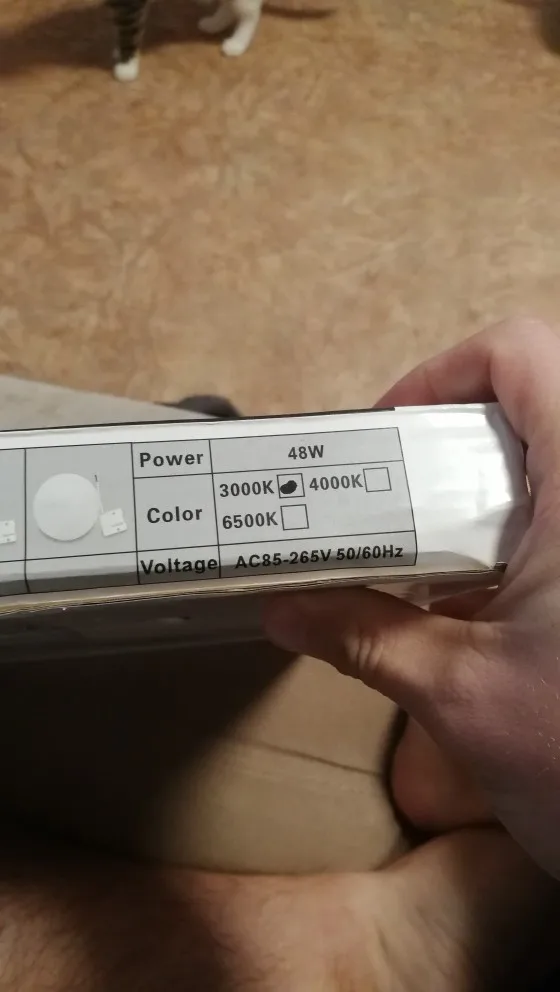 Power 48W
Color 3000K 4000K
6500K
Voltage AC85-265V 50/60Hz